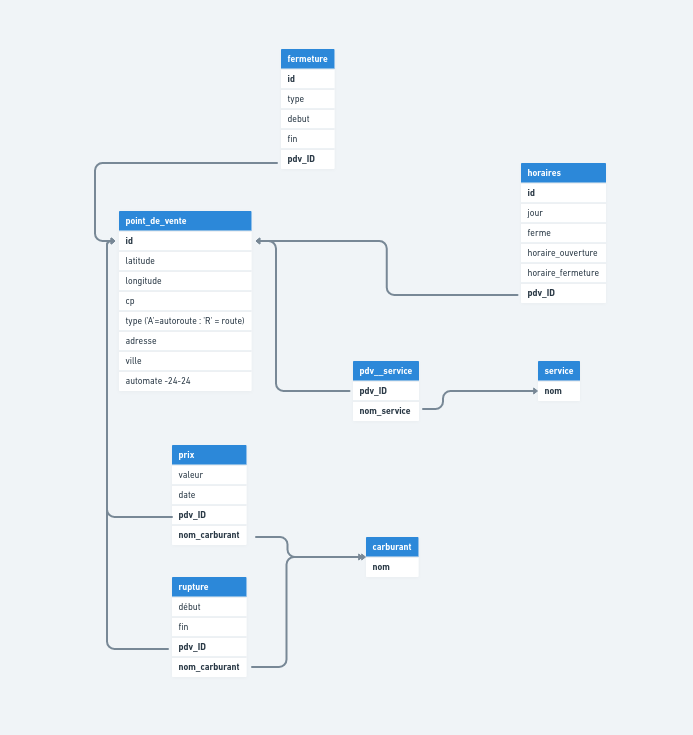 fermeture
id
type
debut
fin
pdv_ID
horaires
id
jour
ferme
horaire_ouverture
horaire_fermeture
pdv_ID
point_de_vente
id
latitude
longitude
cp
type ('A'=autoroute : 'R' = route)
adresse
ville
automate -24-24
pdv__service
pdv_ID
nom_service
service
nom
prix
valeur
date
pdv_ID
nom_carburant
carburant
nom
rupture
début
fin
pdv_ID
nom_carburant